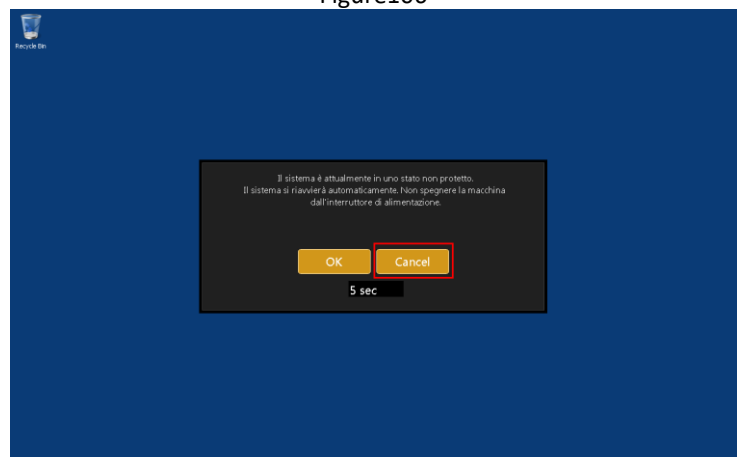 Recycle Bin
Il sistema è attualmente in uno stato non protetto.
Il sistema si riavvierà automaticamente. Non spegnere la macchina
dall'interruttore di alimentazione.
OK Cancel
5 sec